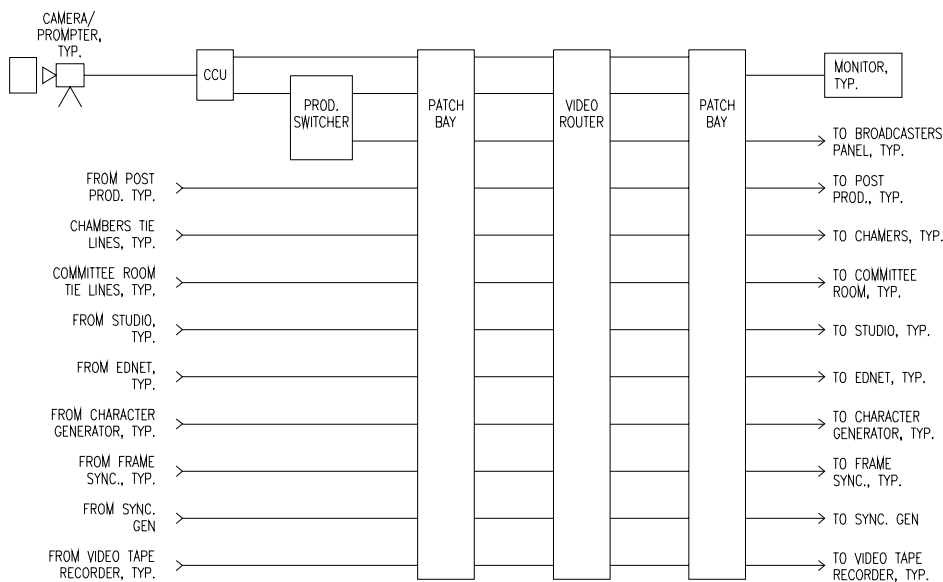 CAMERA/
PROMPTER,
TYP.
CCU
PROD.
SWITCHER
PATCH
BAY
VIDEO
ROUTER
PATCH
BAY
MONITOR,
TYP.
TO BROADCASTERS
PANEL, TYP.
FROM POST
PROD. TYP.
TO POST
PROD., TYP.
CHAMBERS TIE
LINES, TYP.
TO CHAMERS, TYP.
COMMITTEE ROOM
TIE LINES, TYP.
TO COMMITTEE
ROOM, TYP.
FROM STUDIO,
TYP.
TO STUDIO, TYP.
FROM EDNET,
TYP.
TO EDNET, TYP.
FROM CHARACTER
GENERATOR, TYP.
TO CHARACTER
GENERATOR, TYP.
FROM FRAME
SYNC., TYP.
TO FRAME
SYNC., TYP.
FROM SYNC.
GEN
TO SYNC. GEN
FROM VIDEO TAPE
RECORDER, TYP.
TO VIDEO TAPE
RECORDER, TYP.